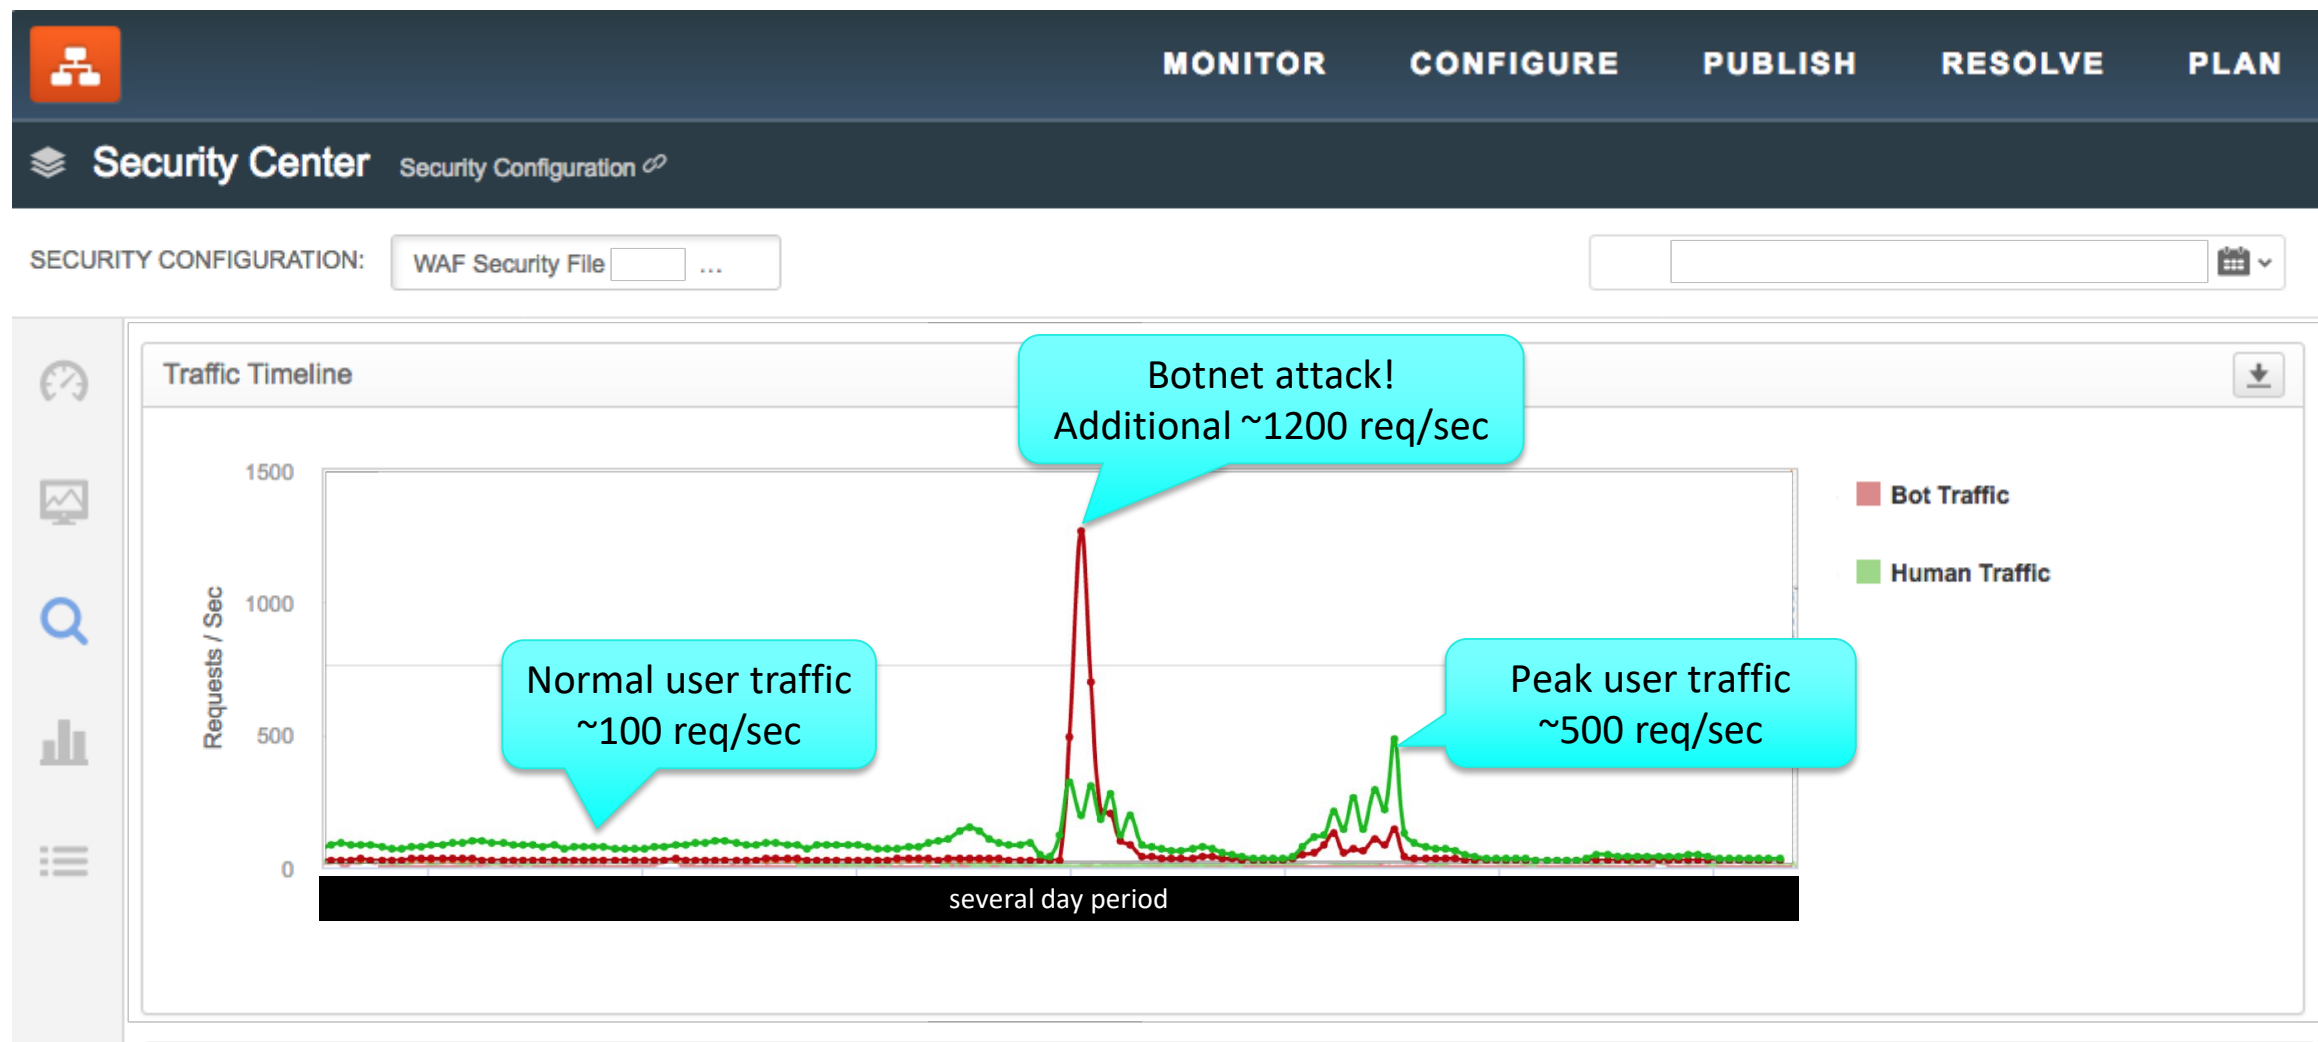 MONITOR CONFIGURE PUBLISH RESOLVE PLAN
Security Center Security Configuration
SECURITY CONFIGURATION: WAF Security File ...
Traffic Timeline
Botnet attack!
Additional ~1200 req/sec
1500
Bot Traffic
Human Traffic
1000
Requests / Sec
Normal user traffic
~100 req/sec
Peak user traffic
~500 req/sec
500
0
several day period